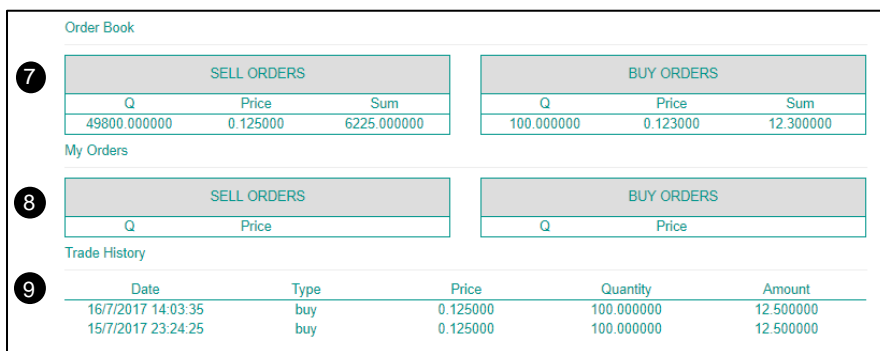 Order Book
7
SELL ORDERS BUY ORDERS
Q Price Sum Q Price Sum
49800.000000 0.125000 6225.000000 100.000000 0.123000 12.300000
My Orders
8
SELL ORDERS BUY ORDERS
Q Price Q Price
Trade History
9
Date Type Price Quantity Amount
16/7/2017 14:03:35 buy 0.125000 100.000000 12.500000
15/7/2017 23:24:25 buy 0.125000 100.000000 12.500000